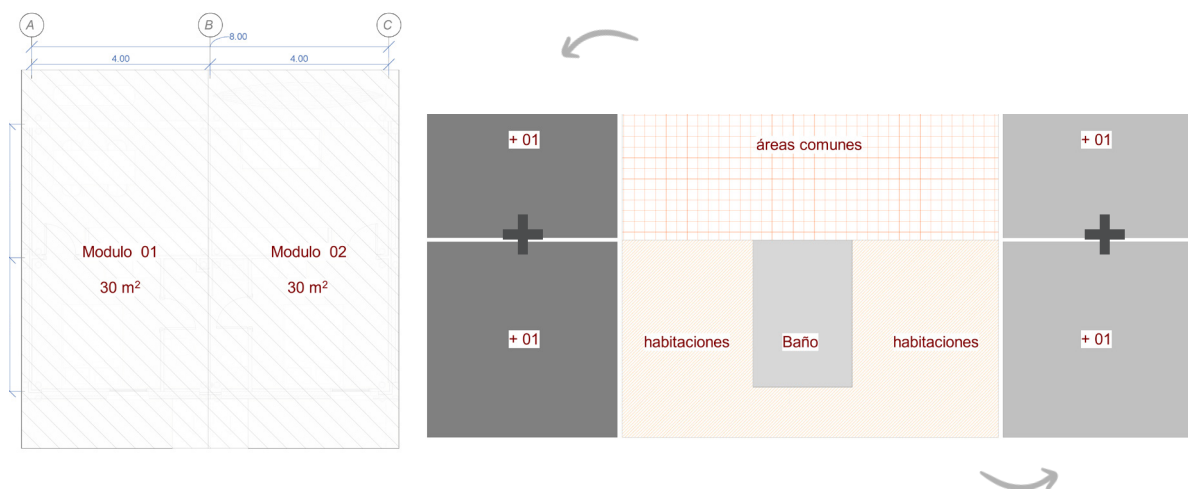 A
B
C
8.00
4.00
4.00
Modulo 01
30 m²
Modulo 02
30 m²
+ 01
áreas comunes
+ 01
+ 01
habitaciones
Baño
habitaciones
+ 01